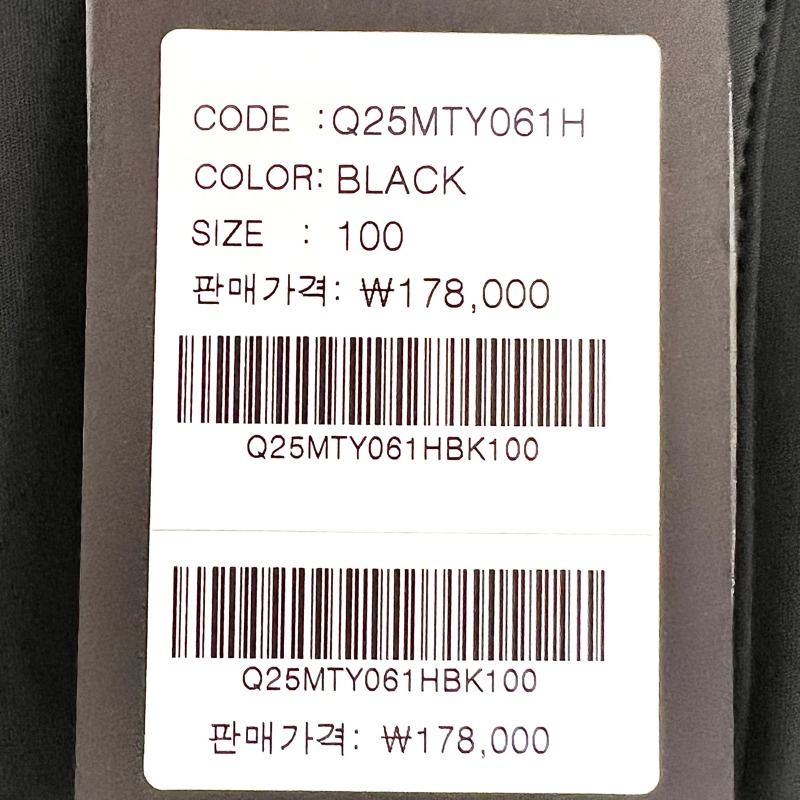 CODE :Q25MTY061H
COLOR: BLACK
SIZE : 100
판매가격: ₩178,000
Q25MTY061HBK100
Q25MTY061HBK100
판매가격: ₩178,000